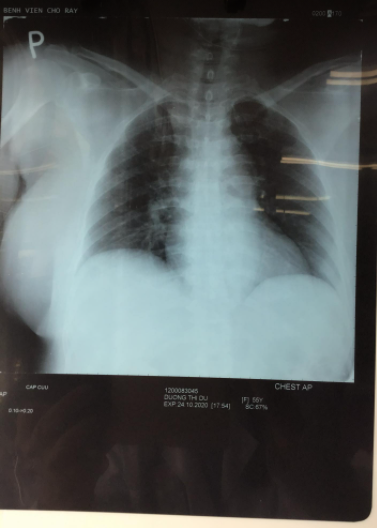 BENH VIEN CHO RAY
P
CAP CUU
AP
1200083045
DUONG THI DU
EXP 24.10.2020 [17:54]
[F] 55Y
SC 67%
CHEST AP